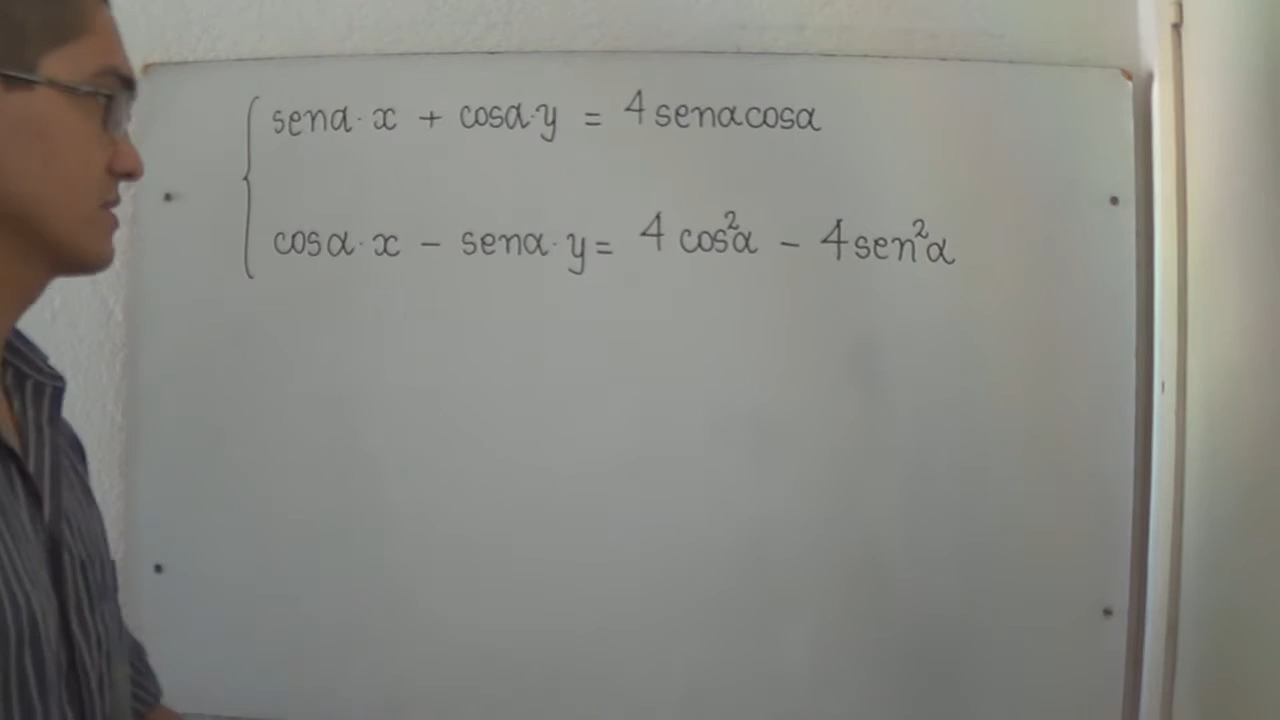 senα·x + cosα·y = 4senαcosα
cosα·x − senα·y = 4cos²α − 4sen²α